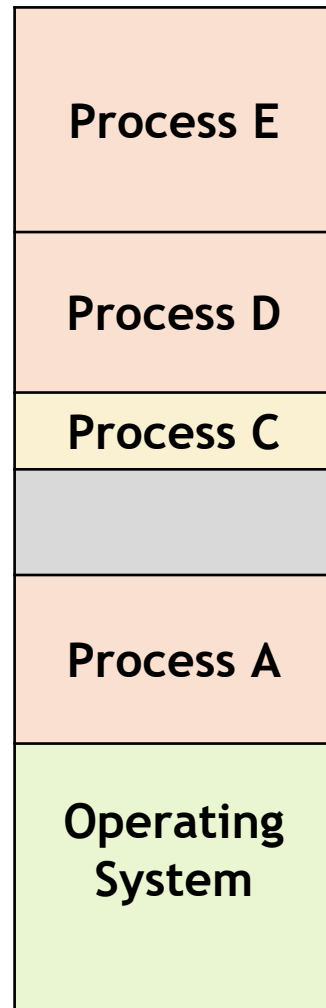 Process E
Process D
Process C
Process A
Operating
System